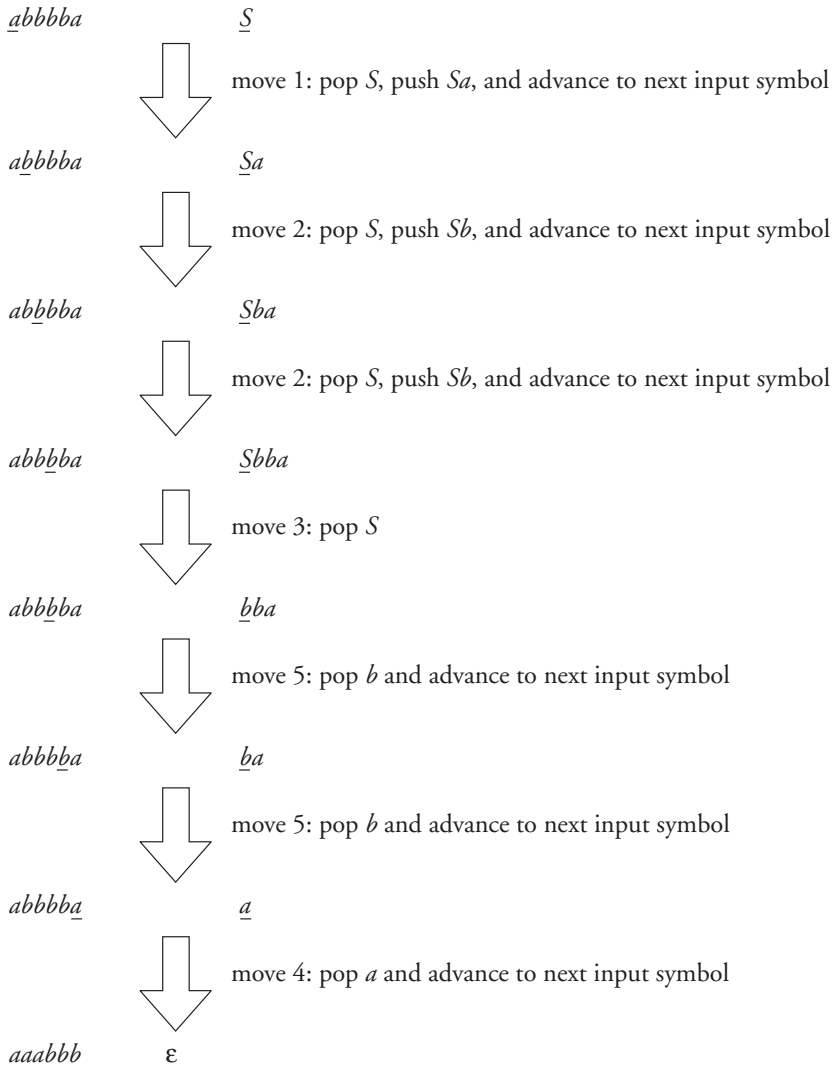 abbbba S
move 1: pop S, push Sa, and advance to next input symbol
abbbba Sa
move 2: pop S, push Sb, and advance to next input symbol
abbbba Sba
move 2: pop S, push Sb, and advance to next input symbol
abbbba Sbba
move 3: pop S
abbbba bba
move 5: pop b and advance to next input symbol
abbbba ba
move 5: pop b and advance to next input symbol
abbbba a
move 4: pop a and advance to next input symbol
aaabbb ε